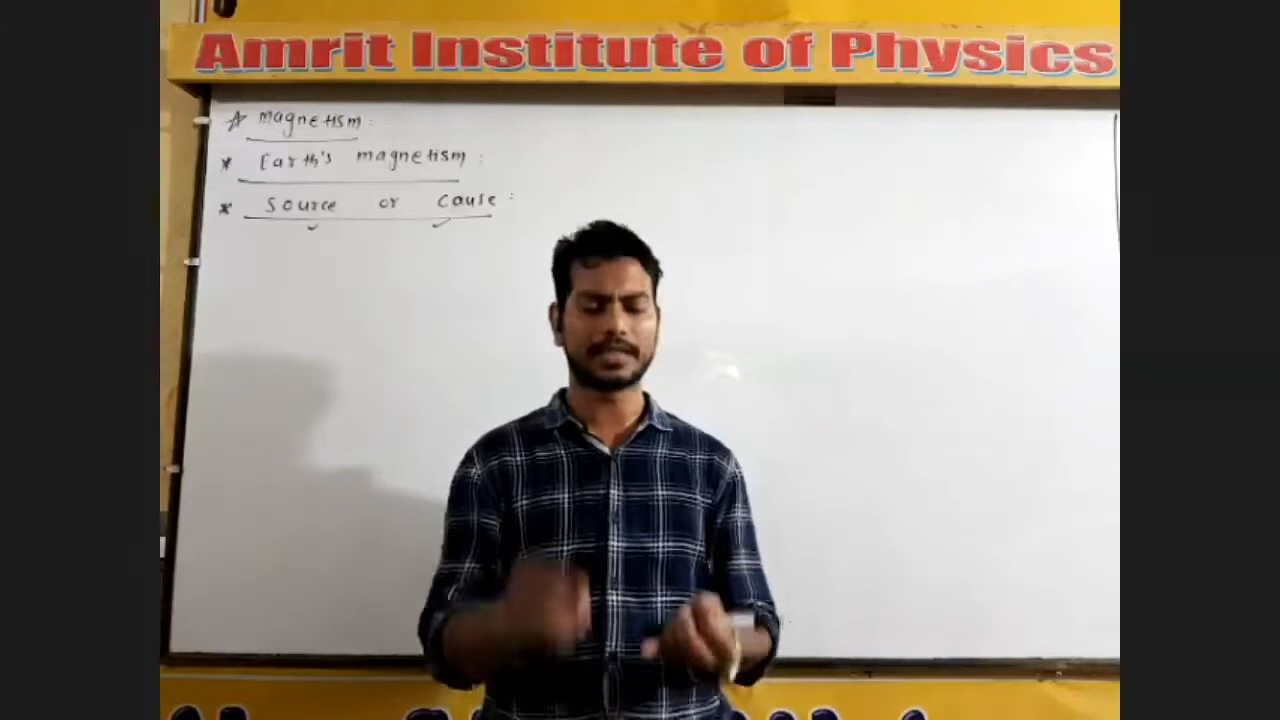 Amrit Institute of Physics
☆ magnetism :
* Earth's magnetism :
* source or cause :